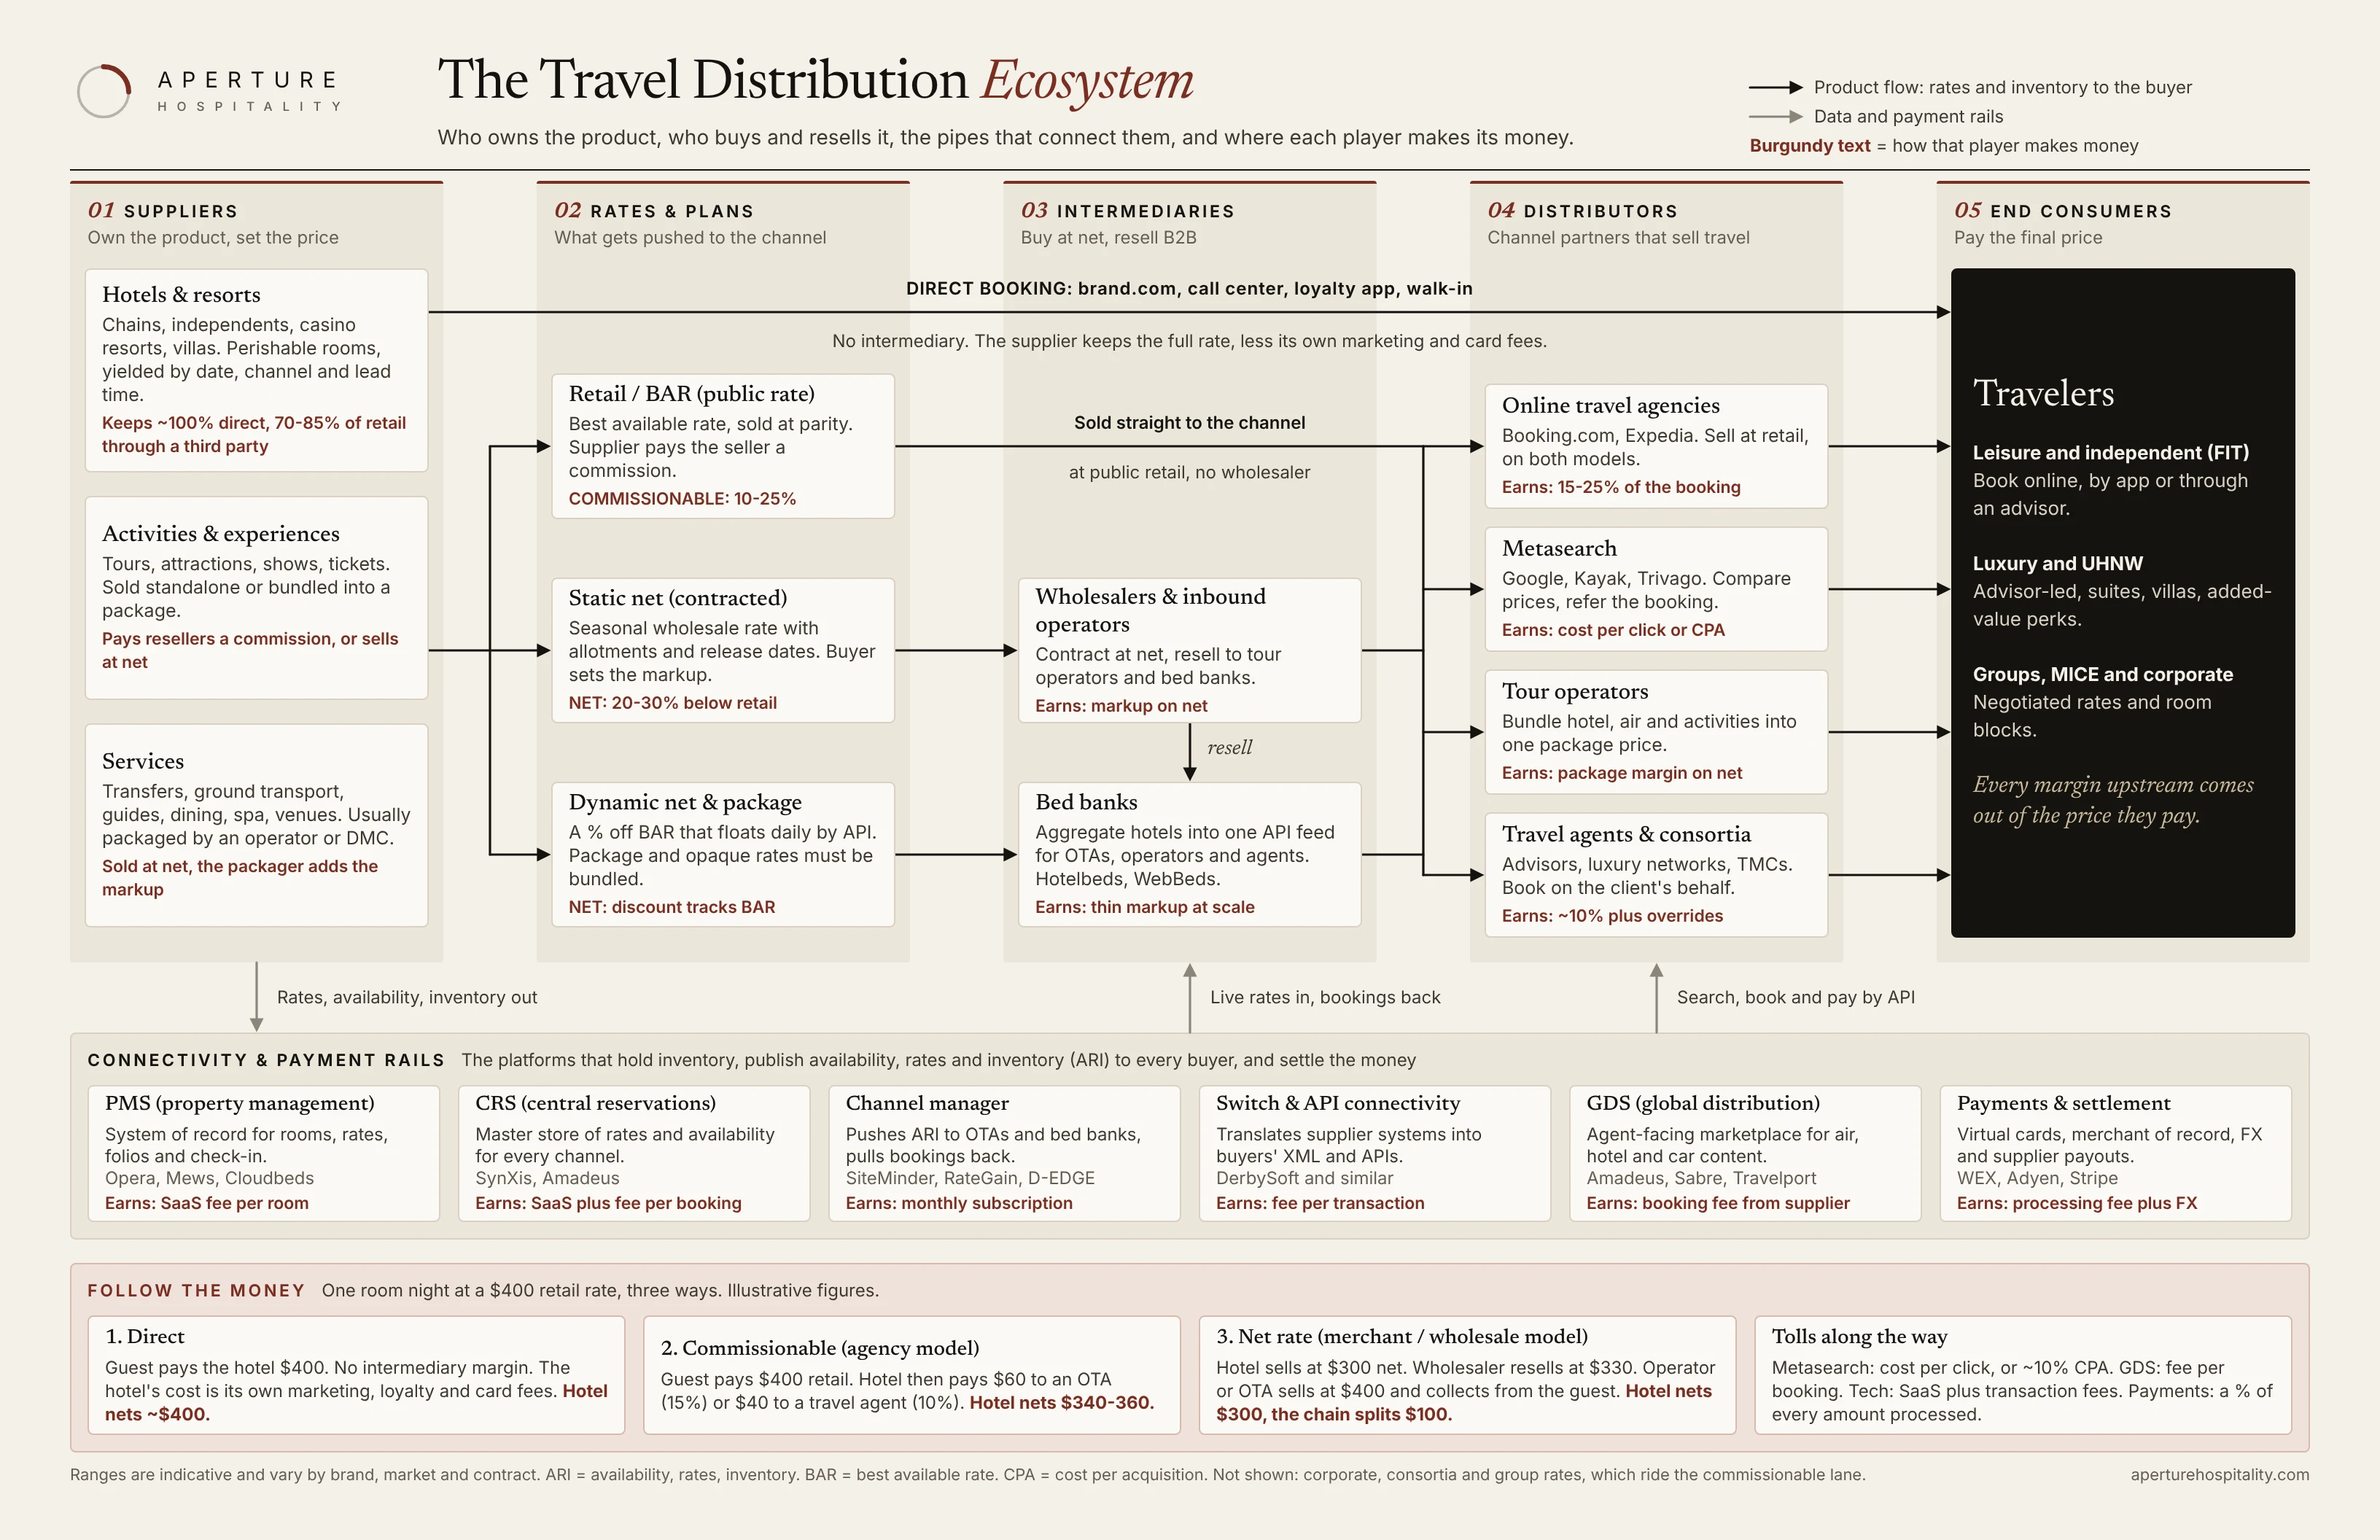 APERTURE
HOSPITALITY
The Travel Distribution Ecosystem
Who owns the product, who buys and resells it, the pipes that connect them, and where each player makes its money.
Product flow: rates and inventory to the buyer
Data and payment rails
Burgundy text = how that player makes money
01 SUPPLIERS
Own the product, set the price
Hotels & resorts
Chains, independents, casino
resorts, villas. Perishable rooms,
yielded by date, channel and lead
time.
Keeps ~100% direct, 70-85% of retail
through a third party
Activities & experiences
Tours, attractions, shows, tickets.
Sold standalone or bundled into a
package.
Pays resellers a commission, or sells
at net
Services
Transfers, ground transport,
guides, dining, spa, venues. Usually
packaged by an operator or DMC.
Sold at net, the packager adds the
markup
02 RATES & PLANS
What gets pushed to the channel
DIRECT BOOKING: brand.com, call center, loyalty app, walk-in
No intermediary. The supplier keeps the full rate, less its own marketing and card fees.
Retail / BAR (public rate)
Best available rate, sold at parity.
Supplier pays the seller a
commission.
COMMISSIONABLE: 10-25%
Static net (contracted)
Seasonal wholesale rate with
allotments and release dates. Buyer
sets the markup.
NET: 20-30% below retail
Dynamic net & package
A % off BAR that floats daily by API.
Package and opaque rates must be
bundled.
NET: discount tracks BAR
03 INTERMEDIARIES
Buy at net, resell B2B
Sold straight to the channel
at public retail, no wholesaler
Wholesalers & inbound
operators
Contract at net, resell to tour
operators and bed banks.
Earns: markup on net
resell
Bed banks
Aggregate hotels into one API feed
for OTAs, operators and agents.
Hotelbeds, WebBeds.
Earns: thin markup at scale
04 DISTRIBUTORS
Channel partners that sell travel
Online travel agencies
Booking.com, Expedia. Sell at retail,
on both models.
Earns: 15-25% of the booking
Metasearch
Google, Kayak, Trivago. Compare
prices, refer the booking.
Earns: cost per click or CPA
Tour operators
Bundle hotel, air and activities into
one package price.
Earns: package margin on net
Travel agents & consortia
Advisors, luxury networks, TMCs.
Book on the client's behalf.
Earns: ~10% plus overrides
05 END CONSUMERS
Pay the final price
Travelers
Leisure and independent (FIT)
Book online, by app or through
an advisor.
Luxury and UHNW
Advisor-led, suites, villas, added-
value perks.
Groups, MICE and corporate
Negotiated rates and room
blocks.
Every margin upstream comes
out of the price they pay.
Rates, availability, inventory out
Live rates in, bookings back
Search, book and pay by API
CONNECTIVITY & PAYMENT RAILS The platforms that hold inventory, publish availability, rates and inventory (ARI) to every buyer, and settle the money
PMS (property management)
System of record for rooms, rates,
folios and check-in.
Opera, Mews, Cloudbeds
Earns: SaaS fee per room
CRS (central reservations)
Master store of rates and availability
for every channel.
SynXis, Amadeus
Earns: SaaS plus fee per booking
Channel manager
Pushes ARI to OTAs and bed banks,
pulls bookings back.
SiteMinder, RateGain, D-EDGE
Earns: monthly subscription
Switch & API connectivity
Translates supplier systems into
buyers' XML and APIs.
DerbySoft and similar
Earns: fee per transaction
GDS (global distribution)
Agent-facing marketplace for air,
hotel and car content.
Amadeus, Sabre, Travelport
Earns: booking fee from supplier
Payments & settlement
Virtual cards, merchant of record, FX
and supplier payouts.
WEX, Adyen, Stripe
Earns: processing fee plus FX
FOLLOW THE MONEY One room night at a $400 retail rate, three ways. Illustrative figures.
1. Direct
Guest pays the hotel $400. No intermediary margin. The
hotel's cost is its own marketing, loyalty and card fees. Hotel
nets ~$400.
2. Commissionable (agency model)
Guest pays $400 retail. Hotel then pays $60 to an OTA
(15%) or $40 to a travel agent (10%). Hotel nets $340-360.
3. Net rate (merchant / wholesale model)
Hotel sells at $300 net. Wholesaler resells at $330. Operator
or OTA sells at $400 and collects from the guest. Hotel nets
$300, the chain splits $100.
Tolls along the way
Metasearch: cost per click, or ~10% CPA. GDS: fee per
booking. Tech: SaaS plus transaction fees. Payments: a % of
every amount processed.
Ranges are indicative and vary by brand, market and contract. ARI = availability, rates, inventory. BAR = best available rate. CPA = cost per acquisition. Not shown: corporate, consortia and group rates, which ride the commissionable lane.
aperturehospitality.com